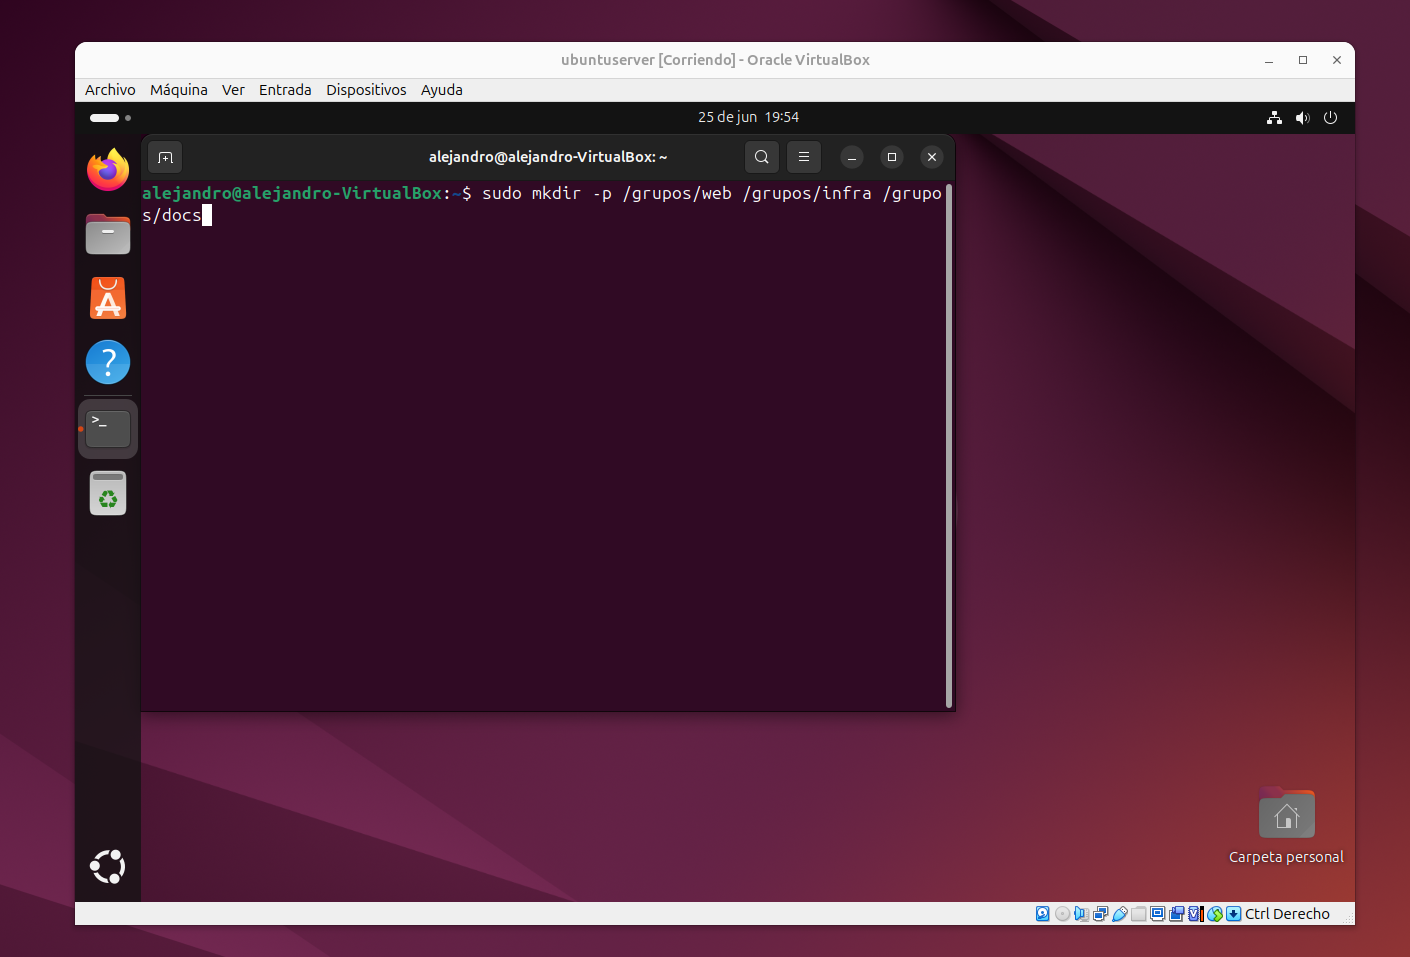 ubuntuserver [Corriendo] - Oracle VirtualBox
Archivo Máquina Ver Entrada Dispositivos Ayuda
25 de jun 19:54
alejandro@alejandro-VirtualBox: ~
alejandro@alejandro-VirtualBox:~$ sudo mkdir -p /grupos/web /grupos/infra /grupo
s/docs
Carpeta personal
Ctrl Derecho